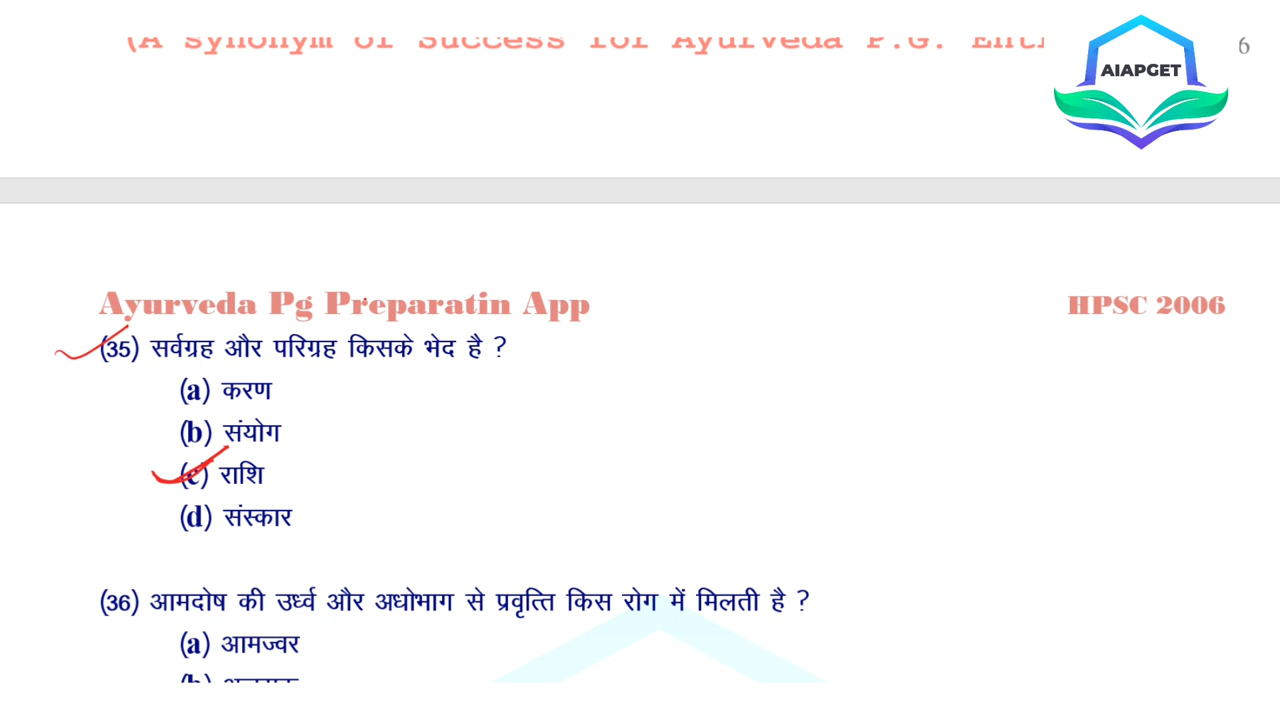 (A synonym of Success for Ayurveda P.G.
AIAPGET
6
Ayurveda Pg Preparatin App
HPSC 2006
(35) सर्वग्रह और परिग्रह किसके भेद है ?
(a) करण
(b) संयोग
(c) राशि
(d) संस्कार
(36) आमदोष की उर्ध्व और अधोभाग से प्रवृत्ति किस रोग में मिलती है ?
(a) आमज्वर
(b)